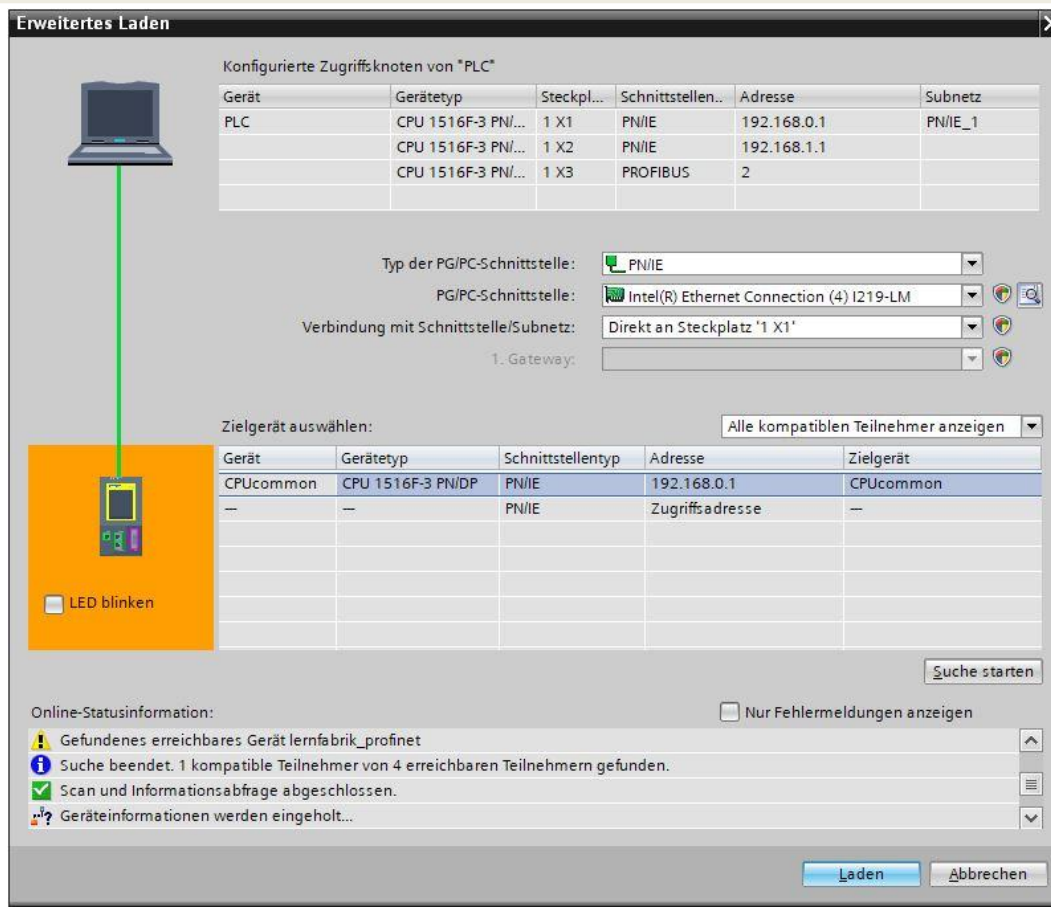 Erweitertes Laden
Konfigurierte Zugriffsknoten von "PLC"
Gerät Gerätetyp Steckpl... Schnittstellen.. Adresse Subnetz
PLC CPU 1516F-3 PN/... 1 X1 PN/IE 192.168.0.1 PN/IE_1
CPU 1516F-3 PN/... 1 X2 PN/IE 192.168.1.1
CPU 1516F-3 PN/... 1 X3 PROFIBUS 2
Typ der PG/PC-Schnittstelle: PN/IE
PG/PC-Schnittstelle: Intel(R) Ethernet Connection (4) I219-LM
Verbindung mit Schnittstelle/Subnetz: Direkt an Steckplatz '1 X1'
1. Gateway:
Zielgerät auswählen: Alle kompatiblen Teilnehmer anzeigen
Gerät Gerätetyp Schnittstellentyp Adresse Zielgerät
CPUcommon CPU 1516F-3 PN/DP PN/IE 192.168.0.1 CPUcommon
— — PN/IE Zugriffsadresse —
LED blinken
Suche starten
Online-Statusinformation: Nur Fehlermeldungen anzeigen
Gefundenes erreichbares Gerät lernfabrik_profinet
Suche beendet. 1 kompatible Teilnehmer von 4 erreichbaren Teilnehmern gefunden.
Scan und Informationsabfrage abgeschlossen.
Geräteinformationen werden eingeholt...
Laden Abbrechen